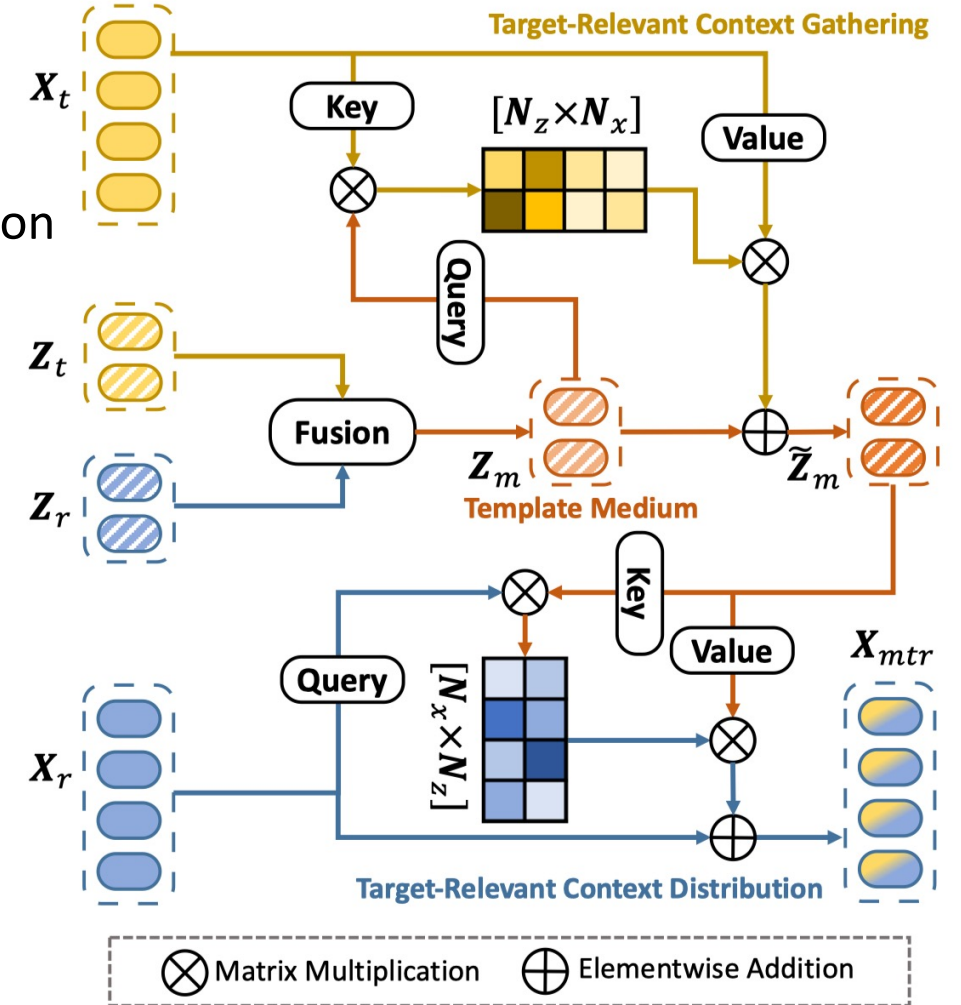 Target-Relevant Context Gathering
X_t
Key
[N_z×N_x]
Value
on
Query
Z_t
Fusion
Z_m
Z̃_m
Z_r
Template Medium
Key
Value
X_mtr
Query
[N_x×N_z]
X_r
Target-Relevant Context Distribution
Matrix Multiplication
Elementwise Addition